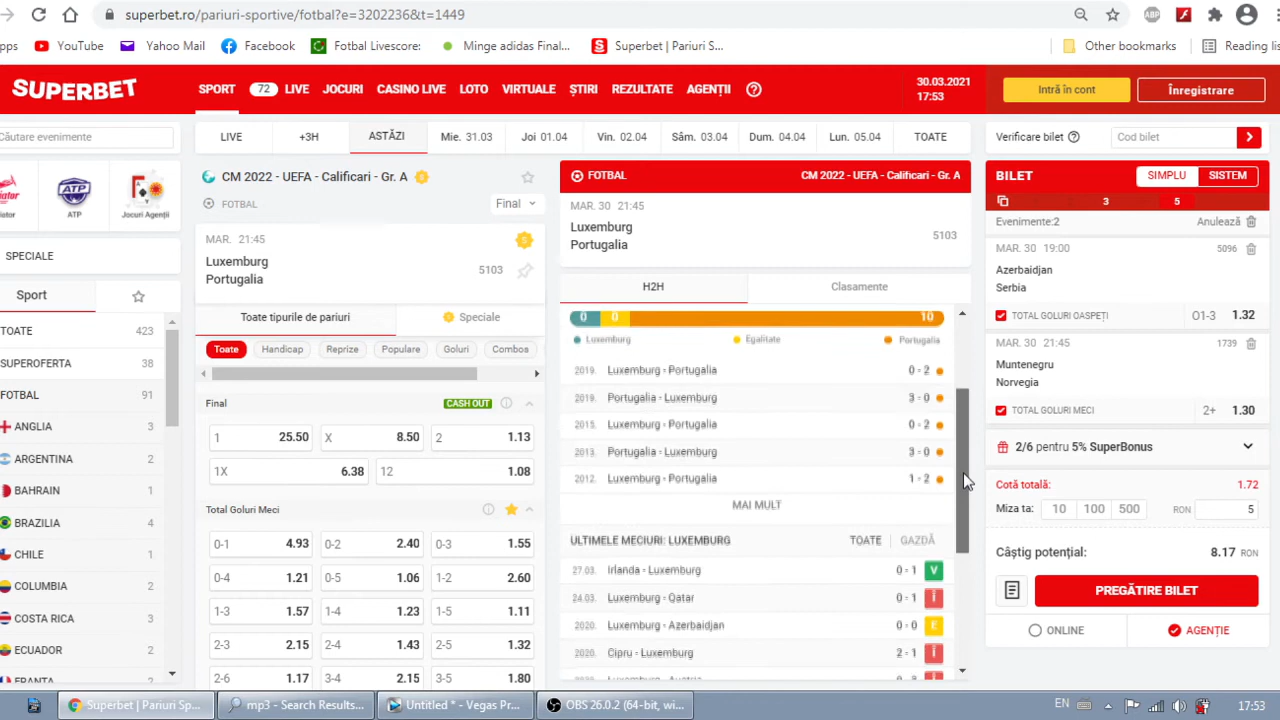 superbet.ro/pariuri-sportive/fotbal?e=3202236&t=1449
ABP
pps YouTube Yahoo Mail Facebook Fotbal Livescore: Minge adidas Final... Superbet | Pariuri S... Other bookmarks Reading list
SUPERBET SPORT 72 LIVE JOCURI CASINO LIVE LOTO VIRTUALE ȘTIRI REZULTATE AGENȚII
30.03.2021
17:53
Intră în cont Înregistrare
Căutare evenimente
LIVE +3H ASTĂZI Mie. 31.03 Joi 01.04 Vin. 02.04 Sâm. 03.04 Dum. 04.04 Lun. 05.04 TOATE
Verificare bilet Cod bilet
iator ATP Jocuri Agenții
SPECIALE
Sport
TOATE 423
SUPEROFERTA 38
FOTBAL 91
ANGLIA 3
ARGENTINA 2
BAHRAIN 1
BRAZILIA 4
CHILE 1
COLUMBIA 2
COSTA RICA 3
ECUADOR 2
FRANTA
CM 2022 - UEFA - Calificari - Gr. A
FOTBAL Final
MAR. 21:45
Luxemburg
Portugalia
5103
Toate tipurile de pariuri Speciale
Toate Handicap Reprize Populare Goluri Combos
Final CASH OUT
1 25.50 X 8.50 2 1.13
1X 6.38 12 1.08
Total Goluri Meci
0-1 4.93 0-2 2.40 0-3 1.55
0-4 1.21 0-5 1.06 1-2 2.60
1-3 1.57 1-4 1.23 1-5 1.11
2-3 2.15 2-4 1.43 2-5 1.32
2-6 1.17 3-4 2.15 3-5 1.80
FOTBAL CM 2022 - UEFA - Calificari - Gr. A
MAR. 30 21:45
Luxemburg
Portugalia
5103
H2H Clasamente
0 0 10
Luxemburg Egalitate Portugalia
2019. Luxemburg - Portugalia 0 - 2
2019. Portugalia - Luxemburg 3 - 0
2015. Luxemburg - Portugalia 0 - 2
2013. Portugalia - Luxemburg 3 - 0
2012. Luxemburg - Portugalia 1 - 2
MAI MULT
ULTIMELE MECIURI: LUXEMBURG TOATE GAZDĂ
27.03. Irlanda - Luxemburg 0 - 1 V
24.03. Luxemburg - Qatar 0 - 1 Î
2020. Luxemburg - Azerbaidjan 0 - 0 E
2020. Cipru - Luxemburg 2 - 1 Î
Luxemburg - Austria
BILET SIMPLU SISTEM
3 5
Evenimente:2 Anulează
MAR. 30 19:00 5096
Azerbaidjan
Serbia
TOTAL GOLURI OASPEȚI O1-3 1.32
MAR. 30 21:45 1739
Muntenegru
Norvegia
TOTAL GOLURI MECI 2+ 1.30
2/6 pentru 5% SuperBonus
Cotă totală: 1.72
Miza ta: 10 100 500 RON 5
Câștig potențial: 8.17 RON
PREGĂTIRE BILET
ONLINE AGENȚIE
Superbet | Pariuri Sp... mp3 - Search Results... Untitled * - Vegas Pr... OBS 26.0.2 (64-bit, wi... EN 17:53